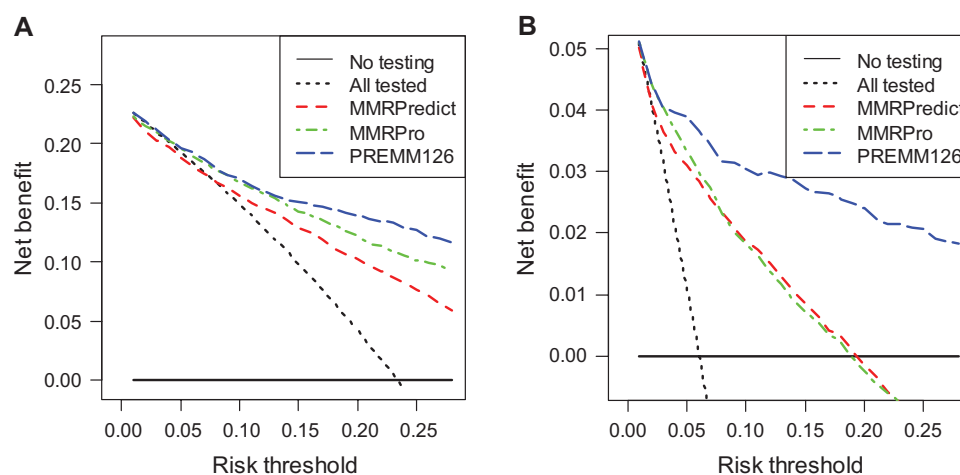 A
No testing
All tested
MMRPredict
MMRPro
PREMM126
Net benefit
0.25
0.20
0.15
0.10
0.05
0.00
0.00 0.05 0.10 0.15 0.20 0.25
Risk threshold
B
No testing
All tested
MMRPredict
MMRPro
PREMM126
Net benefit
0.05
0.04
0.03
0.02
0.01
0.00
0.00 0.05 0.10 0.15 0.20 0.25
Risk threshold